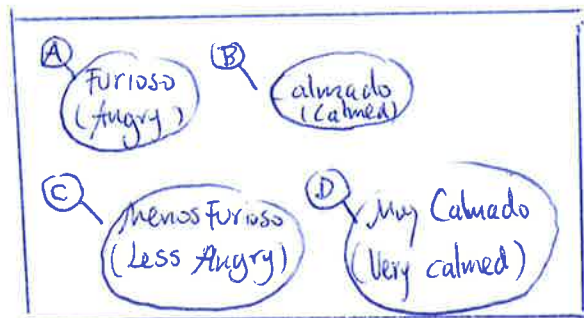 A
Furioso
(Angry)
B
Calmado
(Calmed)
C
Menos Furioso
(Less Angry)
D
Muy Calmado
(Very calmed)